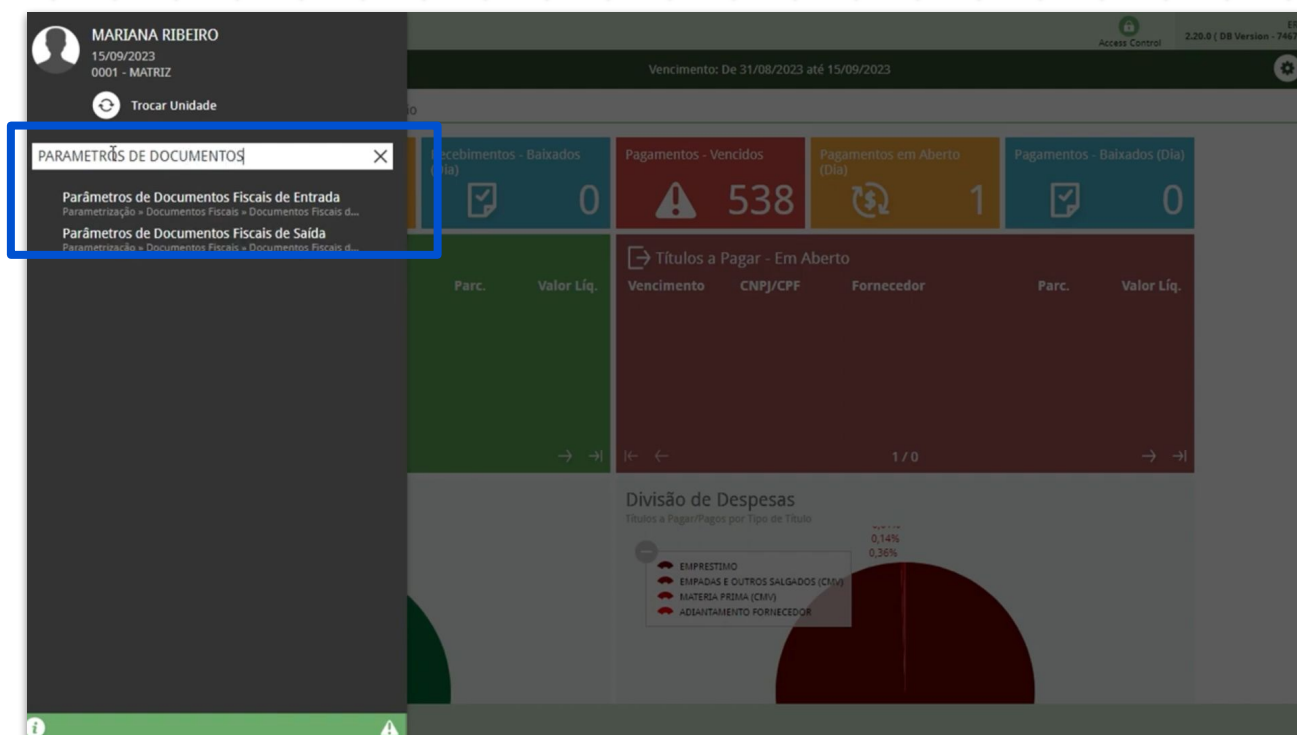 MARIANA RIBEIRO
15/09/2023
0001 - MATRIZ
Trocar Unidade
PARAMETROS DE DOCUMENTOS
Parâmetros de Documentos Fiscais de Entrada
Parametrização » Documentos Fiscais » Documentos Fiscais d...
Parâmetros de Documentos Fiscais de Saída
Parametrização » Documentos Fiscais » Documentos Fiscais d...
Access Control
2.20.0 ( DB Version - 7467
Vencimento: De 31/08/2023 até 15/09/2023
Recebimentos - Baixados (Dia)
0
Pagamentos - Vencidos
538
Pagamentos em Aberto (Dia)
1
Pagamentos - Baixados (Dia)
0
Parc. Valor Líq.
Títulos a Pagar - Em Aberto
Vencimento CNPJ/CPF Fornecedor Parc. Valor Líq.
1 / 0
Divisão de Despesas
Títulos a Pagar/Pagos por Tipo de Título
0,14%
0,36%
EMPRESTIMO
EMPADAS E OUTROS SALGADOS (CMV)
MATERIA PRIMA (CMV)
ADIANTAMENTO FORNECEDOR